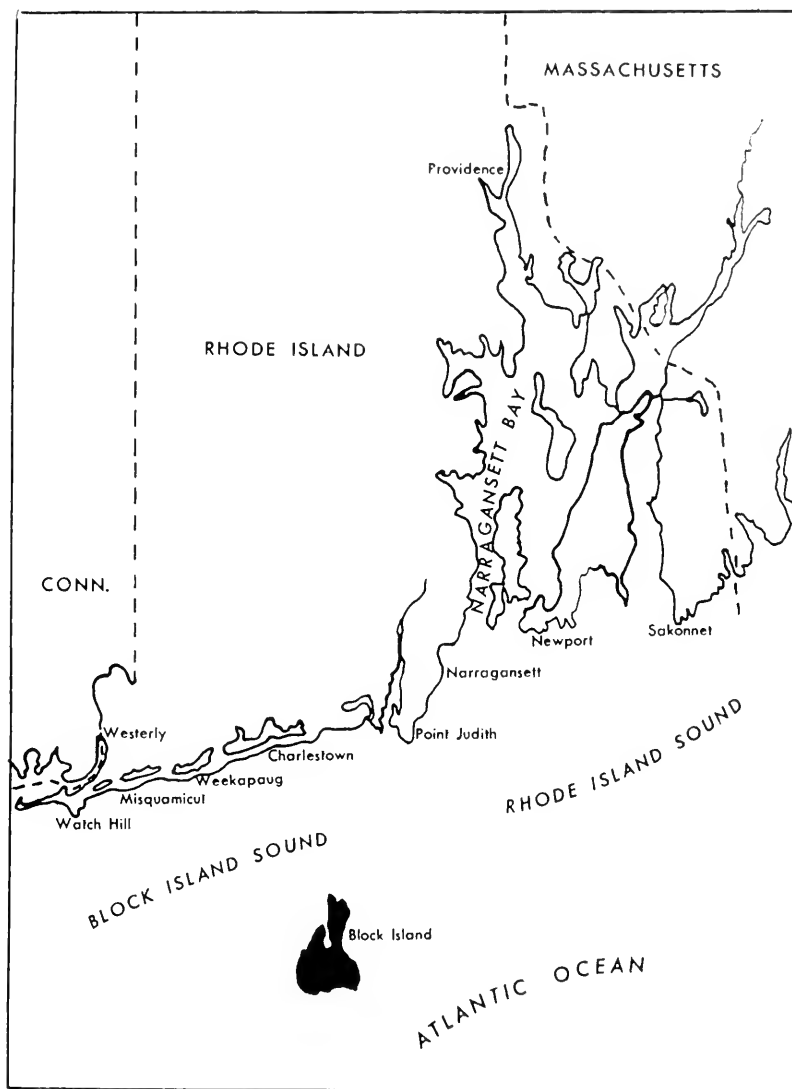 MASSACHUSETTS
Providence
RHODE ISLAND
NARRAGANSETT BAY
CONN.
Newport
Sakonnet
Narragansett
Westerly
Point Judith
Charlestown
Weekapaug
Misquamicut
Watch Hill
RHODE ISLAND SOUND
BLOCK ISLAND SOUND
Block Island
ATLANTIC OCEAN